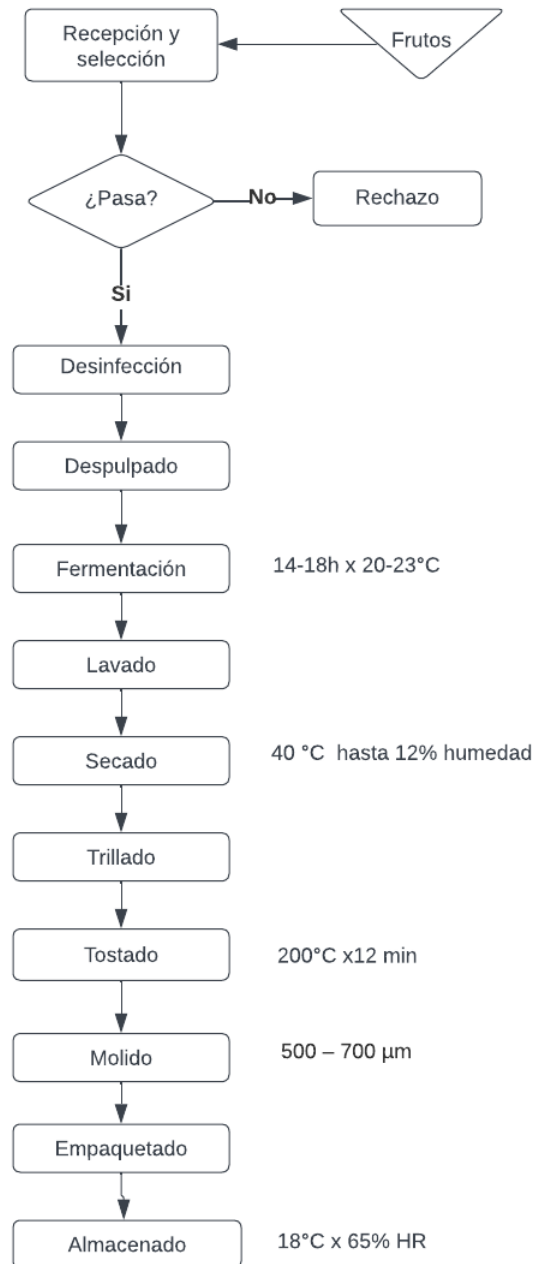 Recepción y
selección
Frutos
¿Pasa?
No
Rechazo
Si
Desinfección
Despulpado
Fermentación
14-18h x 20-23°C
Lavado
Secado
40 °C hasta 12% humedad
Trillado
Tostado
200°C x12 min
Molido
500 – 700 µm
Empaquetado
Almacenado
18°C x 65% HR